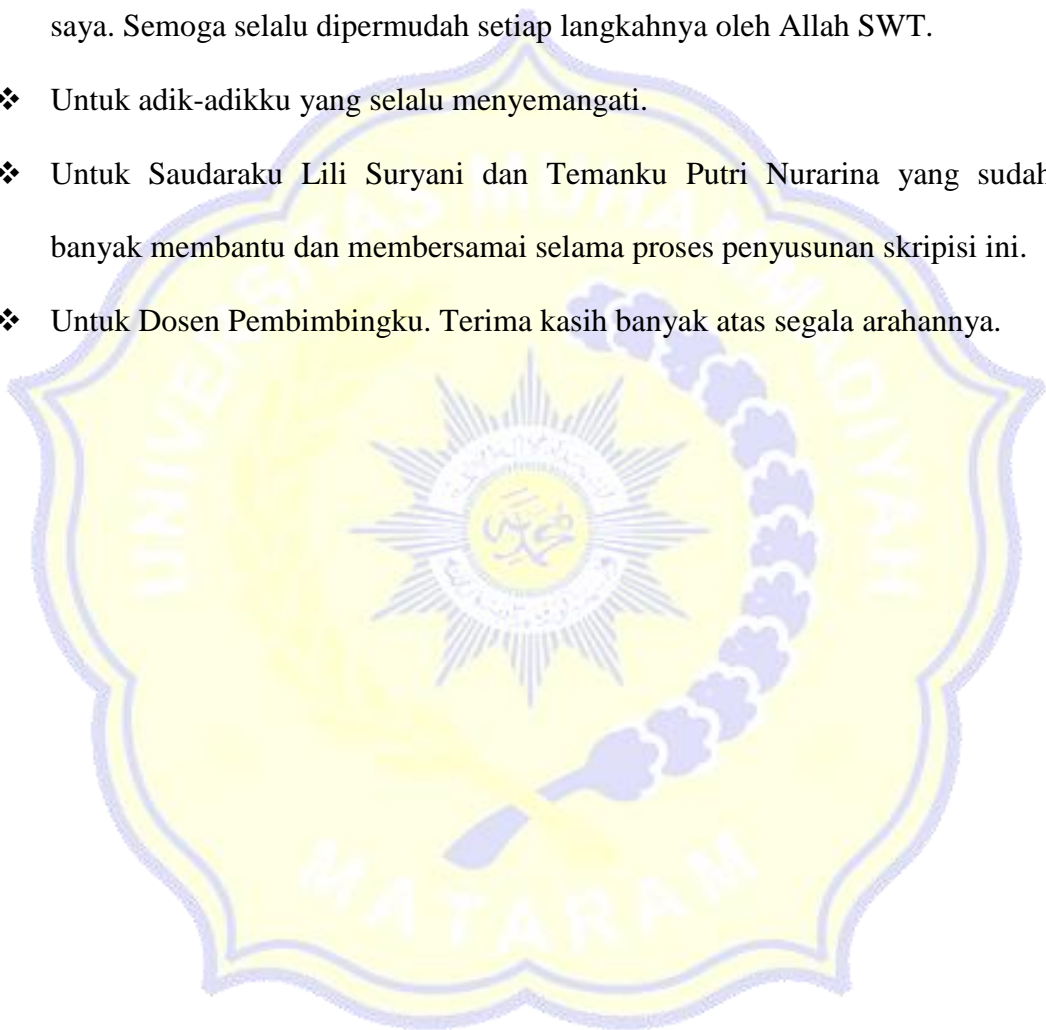 saya. Semoga selalu dipermudah setiap langkahnya oleh Allah SWT.
❖ Untuk adik-adikku yang selalu menyemangati.
❖ Untuk Saudaraku Lili Suryani dan Temanku Putri Nurarina yang sudah
banyak membantu dan membersamai selama proses penyusunan skripisi ini.
❖ Untuk Dosen Pembimbingku. Terima kasih banyak atas segala arahannya.
UNIVERSITAS MUHAMMADIYAH
MATARAM